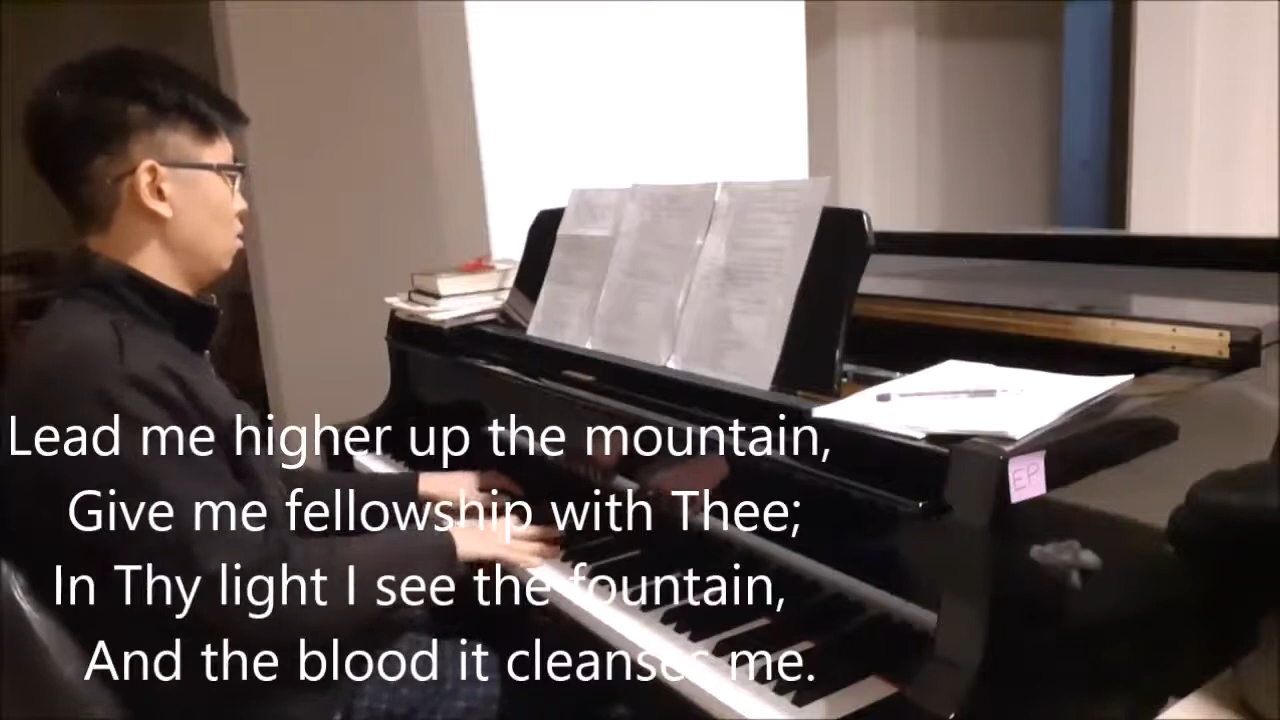 Lead me higher up the mountain,
Give me fellowship with Thee;
In Thy light I see the fountain,
And the blood it cleanses me.
EP